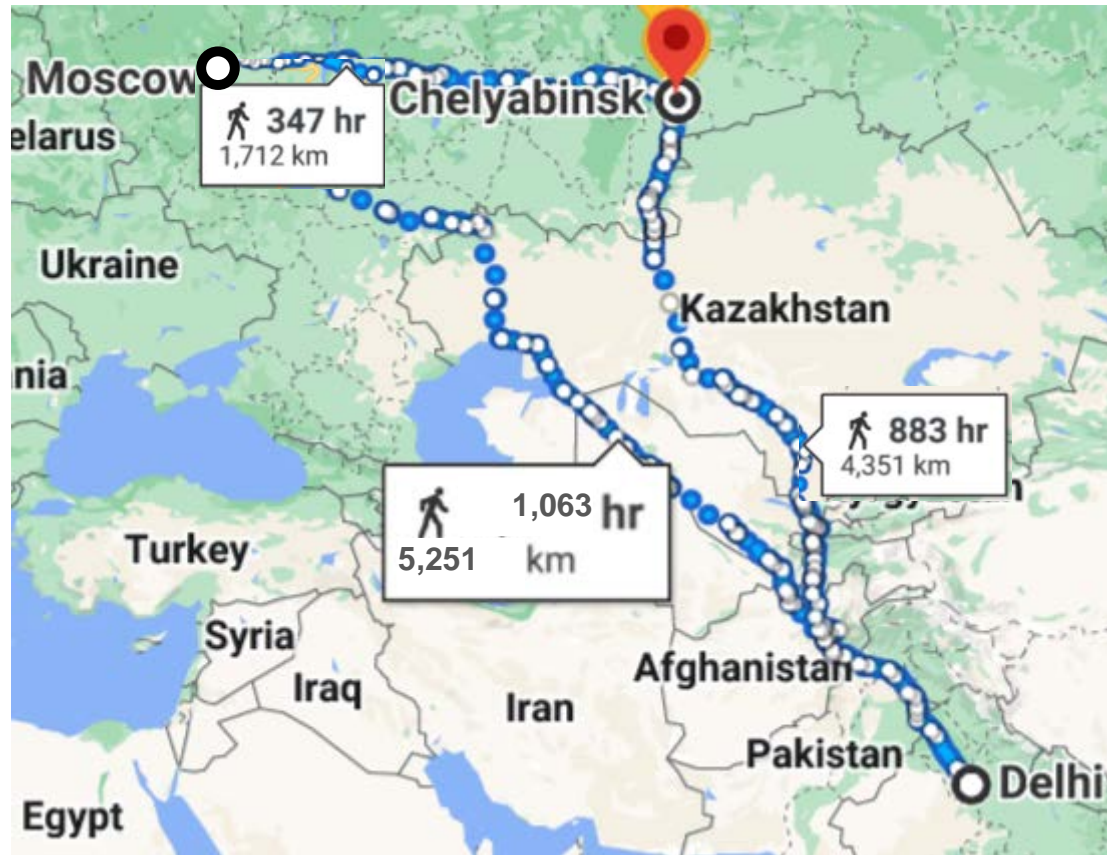 Moscow
347 hr
1,712 km
Chelyabinsk
elarus
Ukraine
Kazakhstan
nia
883 hr
4,351 km
1,063 hr
5,251 km
Turkey
Syria
Afghanistan
Iraq
Iran
Pakistan
Delhi
Egypt